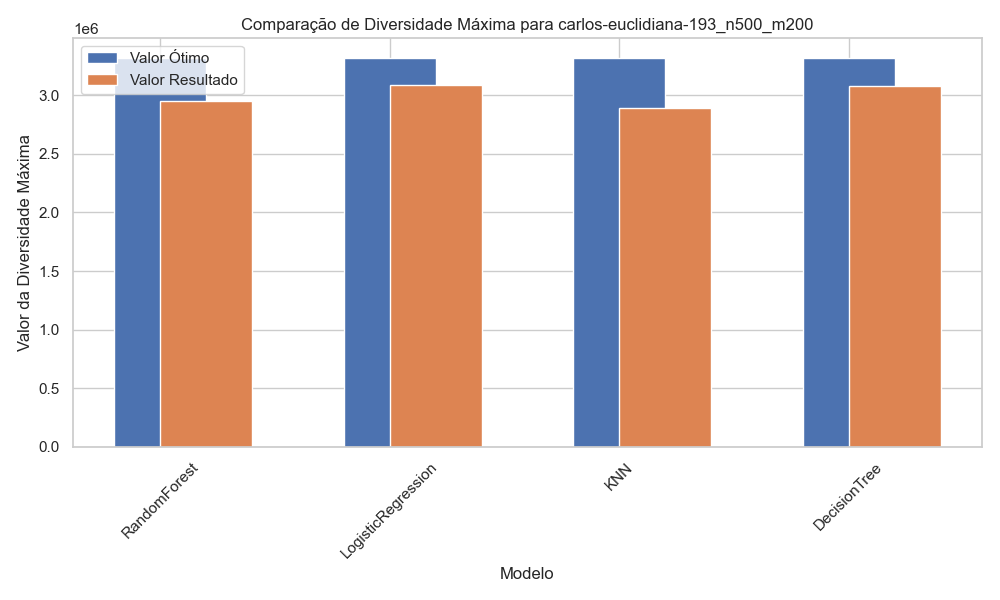 Comparação de Diversidade Máxima para carlos-euclidiana-193_n500_m200
1e6
Valor Ótimo
Valor Resultado
3.0
2.5
2.0
1.5
1.0
0.5
0.0
Valor da Diversidade Máxima
RandomForest
LogisticRegression
KNN
DecisionTree
Modelo